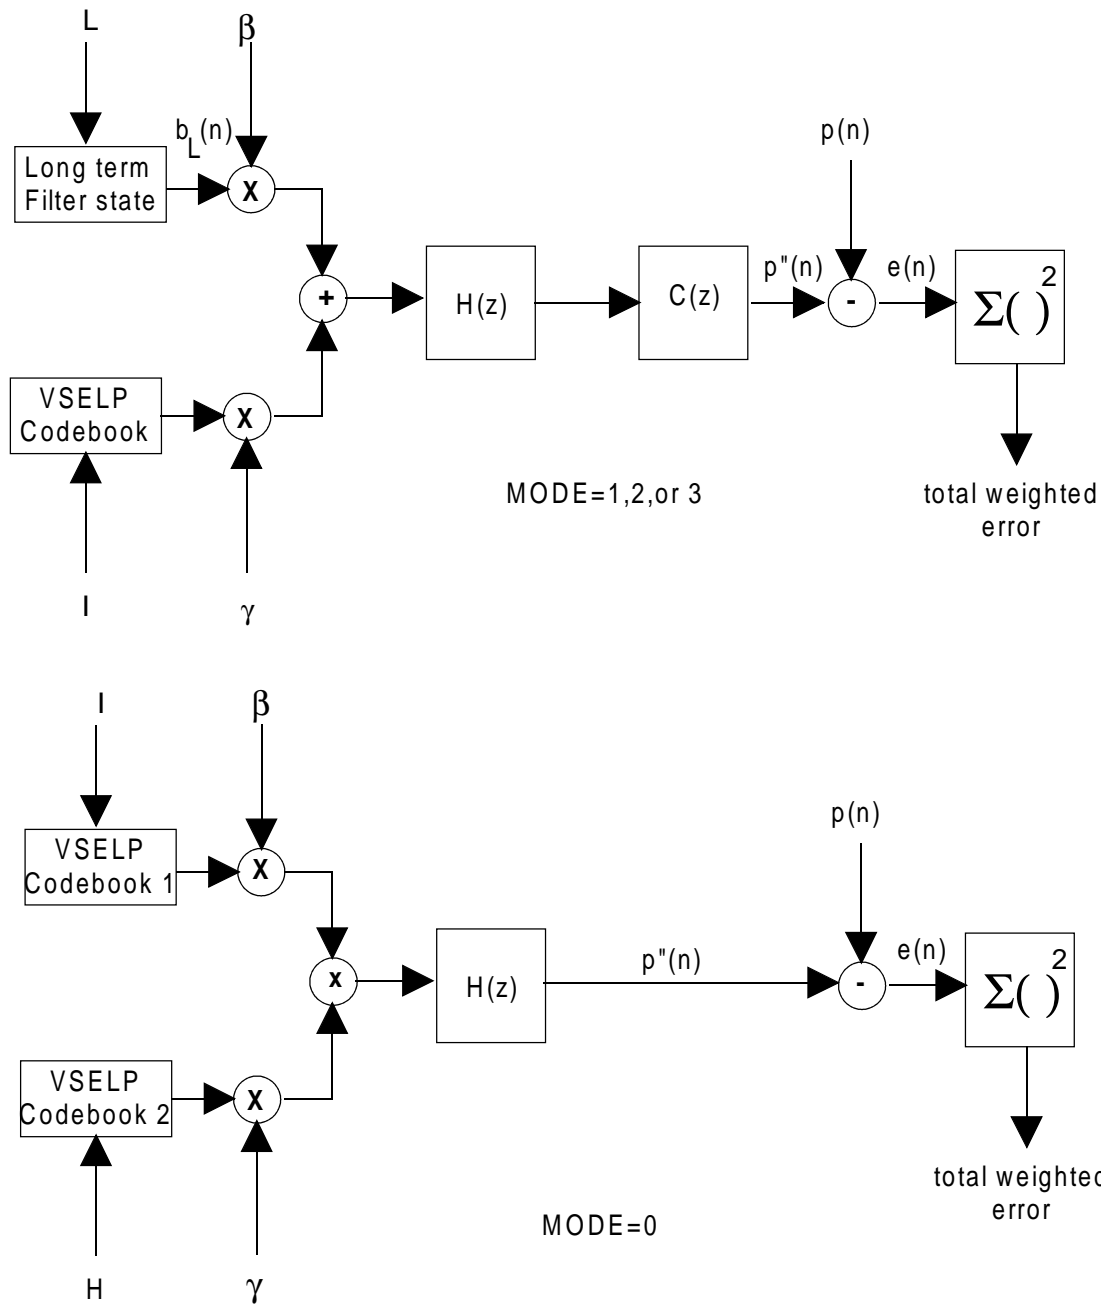 L
β
b_L(n)
p(n)
Long term
Filter state
X
p"(n)
e(n)
+
H(z)
C(z)
-
Σ( )²
VSELP
Codebook
X
MODE=1,2,or 3
total weighted
error
I
γ
I
β
p(n)
VSELP
Codebook 1
X
p"(n)
e(n)
x
H(z)
-
Σ( )²
VSELP
Codebook 2
X
total weighted
error
MODE=0
H
γ